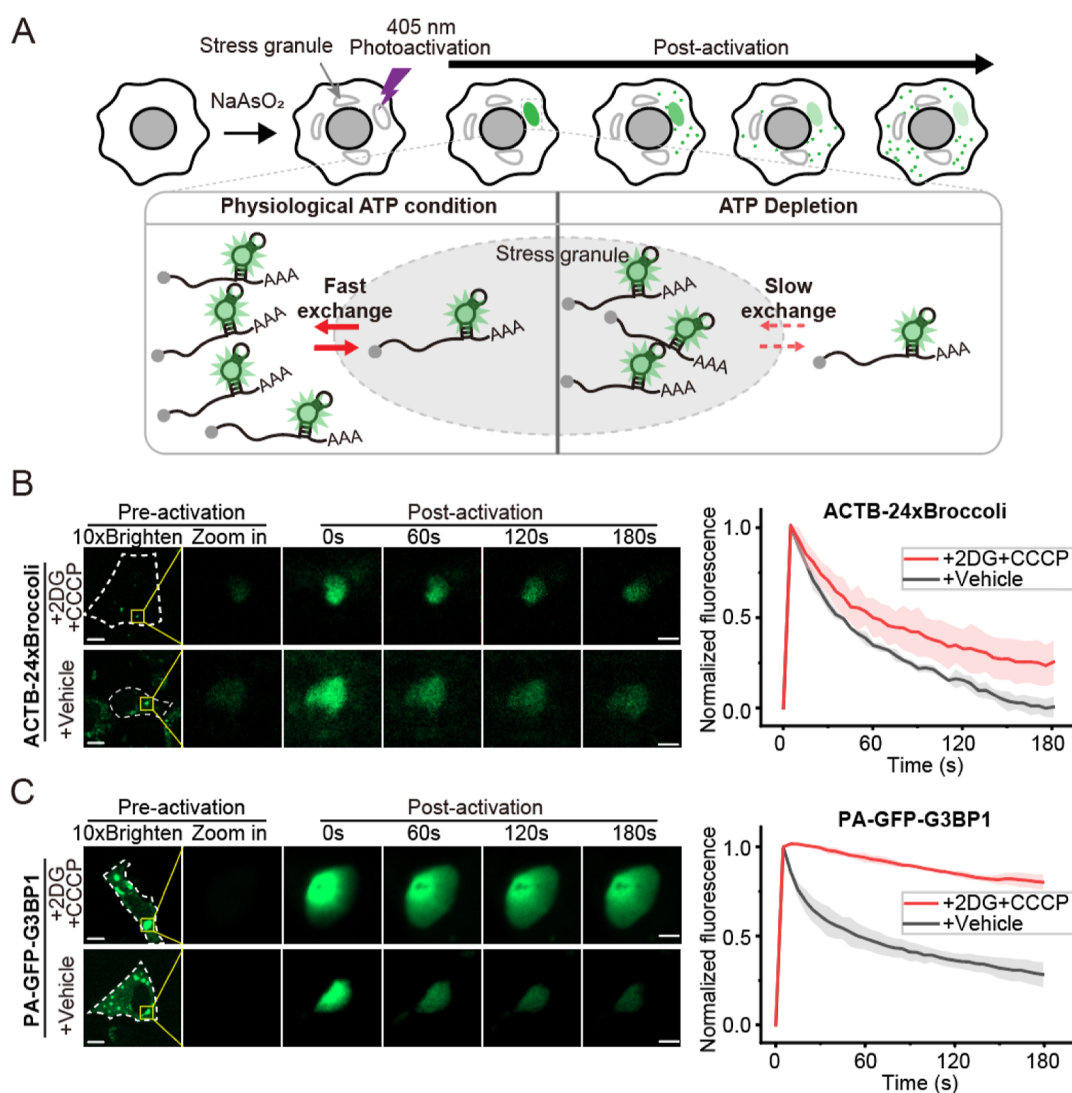 A
Stress granule
405 nm
Photoactivation
Post-activation
NaAsO₂
Physiological ATP condition
ATP Depletion
Stress granule
Fast
exchange
Slow
exchange
AAA
AAA
AAA
AAA
AAA
AAA
AAA
AAA
AAA
B
Pre-activation
Post-activation
10xBrighten
Zoom in
0s
60s
120s
180s
ACTB-24xBroccoli
+2DG
+CCCP
+Vehicle
ACTB-24xBroccoli
+2DG+CCCP
+Vehicle
Normalized fluorescence
1.0
0.5
0.0
0
60
120
180
Time (s)
C
Pre-activation
Post-activation
10xBrighten
Zoom in
0s
60s
120s
180s
PA-GFP-G3BP1
+2DG
+CCCP
+Vehicle
PA-GFP-G3BP1
+2DG+CCCP
+Vehicle
Normalized fluorescence
1.0
0.5
0.0
0
60
120
180
Time (s)